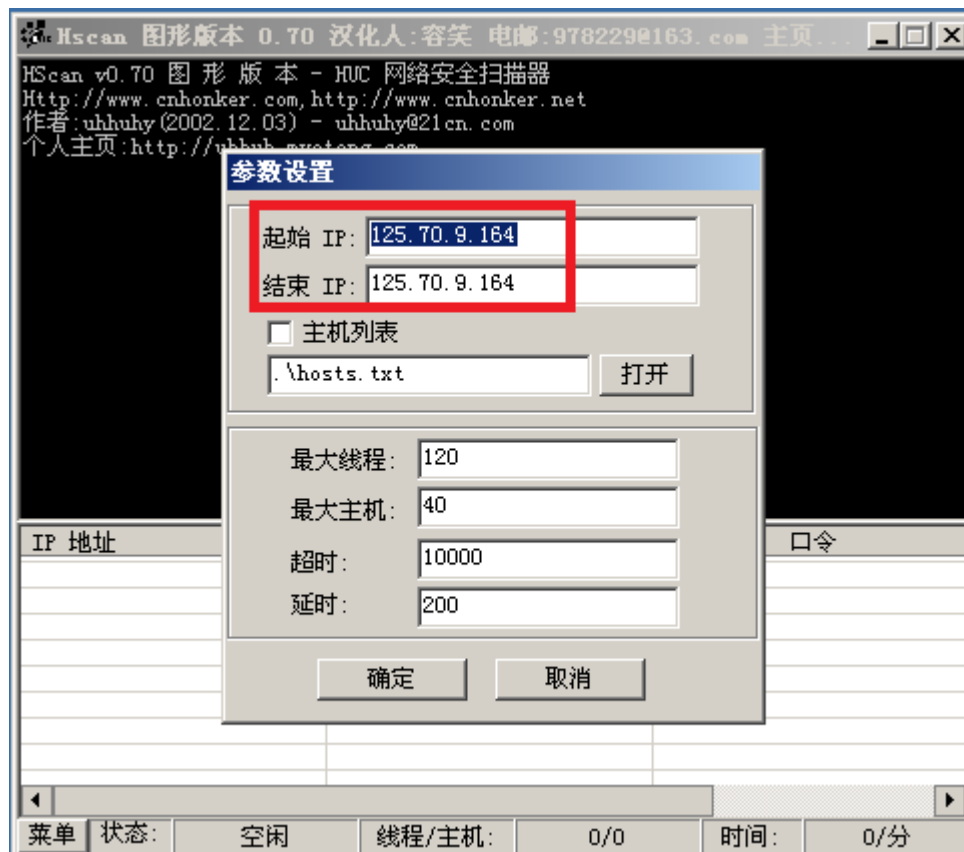 Hscan 图形版本 0.70 汉化人:容笑 电邮:978229@163.com 主页...
HScan v0.70 图 形 版 本 - HUC 网络安全扫描器
Http://www.cnhonker.com,http://www.cnhonker.net
作者:uhhuhy(2002.12.03) - uhhuhy@21cn.com
个人主页:http://
参数设置
起始 IP: 125.70.9.164
结束 IP: 125.70.9.164
主机列表
.\hosts.txt 打开
最大线程: 120
最大主机: 40
超时: 10000
延时: 200
确定 取消
IP 地址 口令
菜单 状态: 空闲 线程/主机: 0/0 时间: 0/分